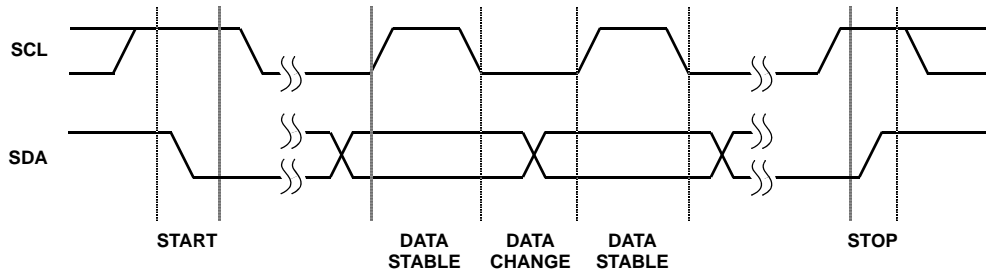 SCL
SDA
START
DATA
STABLE
DATA
CHANGE
DATA
STABLE
STOP